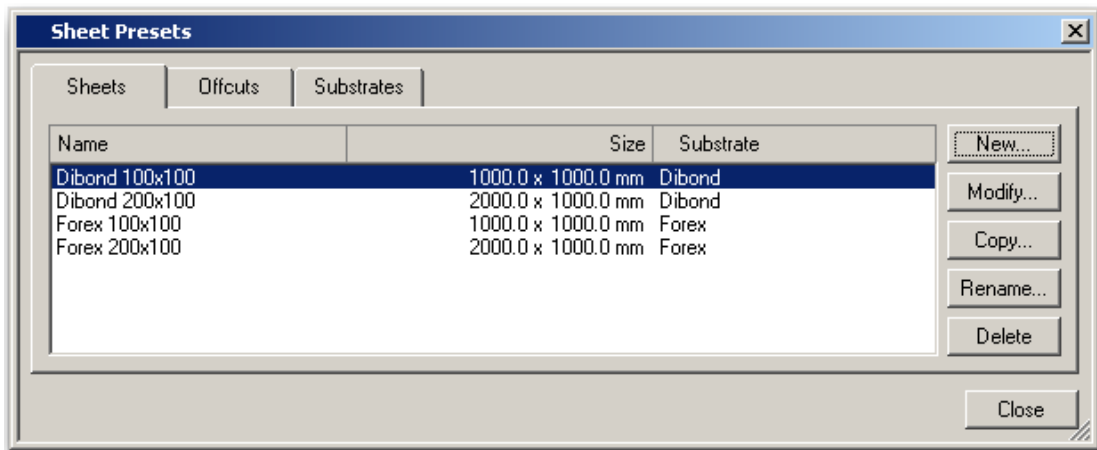 Sheet Presets
Sheets Offcuts Substrates
Name Size Substrate New...
Dibond 100x100 1000.0 x 1000.0 mm Dibond
Dibond 200x100 2000.0 x 1000.0 mm Dibond Modify...
Forex 100x100 1000.0 x 1000.0 mm Forex
Forex 200x100 2000.0 x 1000.0 mm Forex Copy...
Rename...
Delete
Close